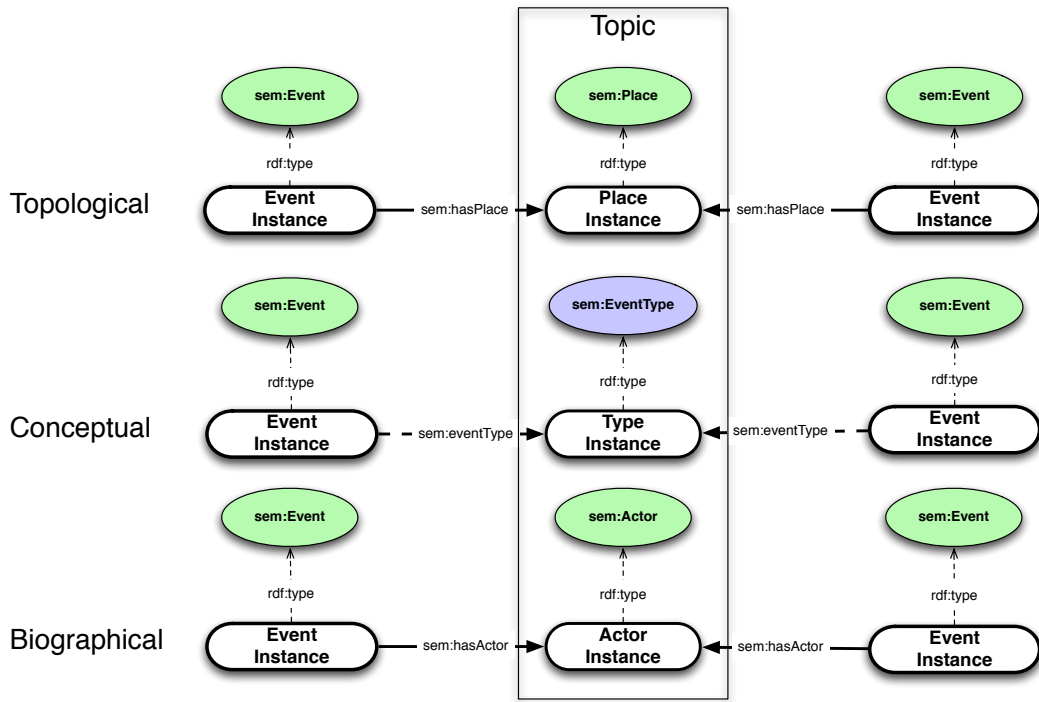 Topic
sem:Event
sem:Place
sem:Event
rdf:type
rdf:type
rdf:type
Topological
Event
Instance
sem:hasPlace
Place
Instance
sem:hasPlace
Event
Instance
sem:Event
sem:EventType
sem:Event
rdf:type
rdf:type
rdf:type
Conceptual
Event
Instance
sem:eventType
Type
Instance
sem:eventType
Event
Instance
sem:Event
sem:Actor
sem:Event
rdf:type
rdf:type
rdf:type
Biographical
Event
Instance
sem:hasActor
Actor
Instance
sem:hasActor
Event
Instance